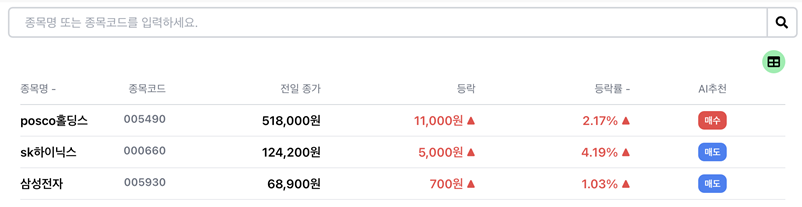 종목명 또는 종목코드를 입력하세요.
종목명 - 종목코드 전일 종가 등락 등락률 - AI추천
posco홀딩스 005490 518,000원 11,000원 ▲ 2.17% ▲ 매수
sk하이닉스 000660 124,200원 5,000원 ▲ 4.19% ▲ 매도
삼성전자 005930 68,900원 700원 ▲ 1.03% ▲ 매도